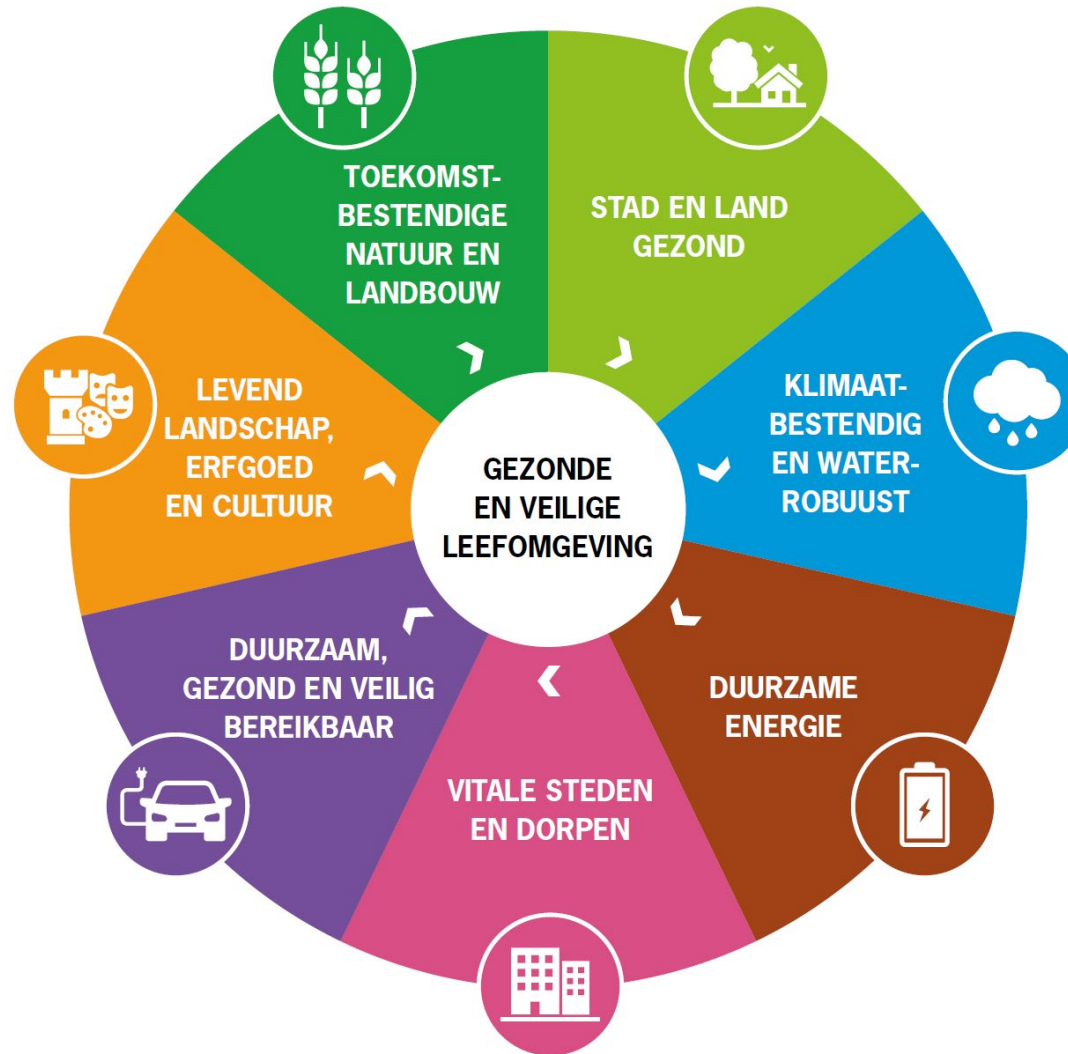 TOEKOMST-
BESTENDIGE
NATUUR EN
LANDBOUW
STAD EN LAND
GEZOND
KLIMAAT-
BESTENDIG
EN WATER-
ROBUUST
DUURZAME
ENERGIE
VITALE STEDEN
EN DORPEN
DUURZAAM,
GEZOND EN VEILIG
BEREIKBAAR
LEVEND
LANDSCHAP,
ERFGOED
EN CULTUUR
GEZONDE
EN VEILIGE
LEEFOMGEVING